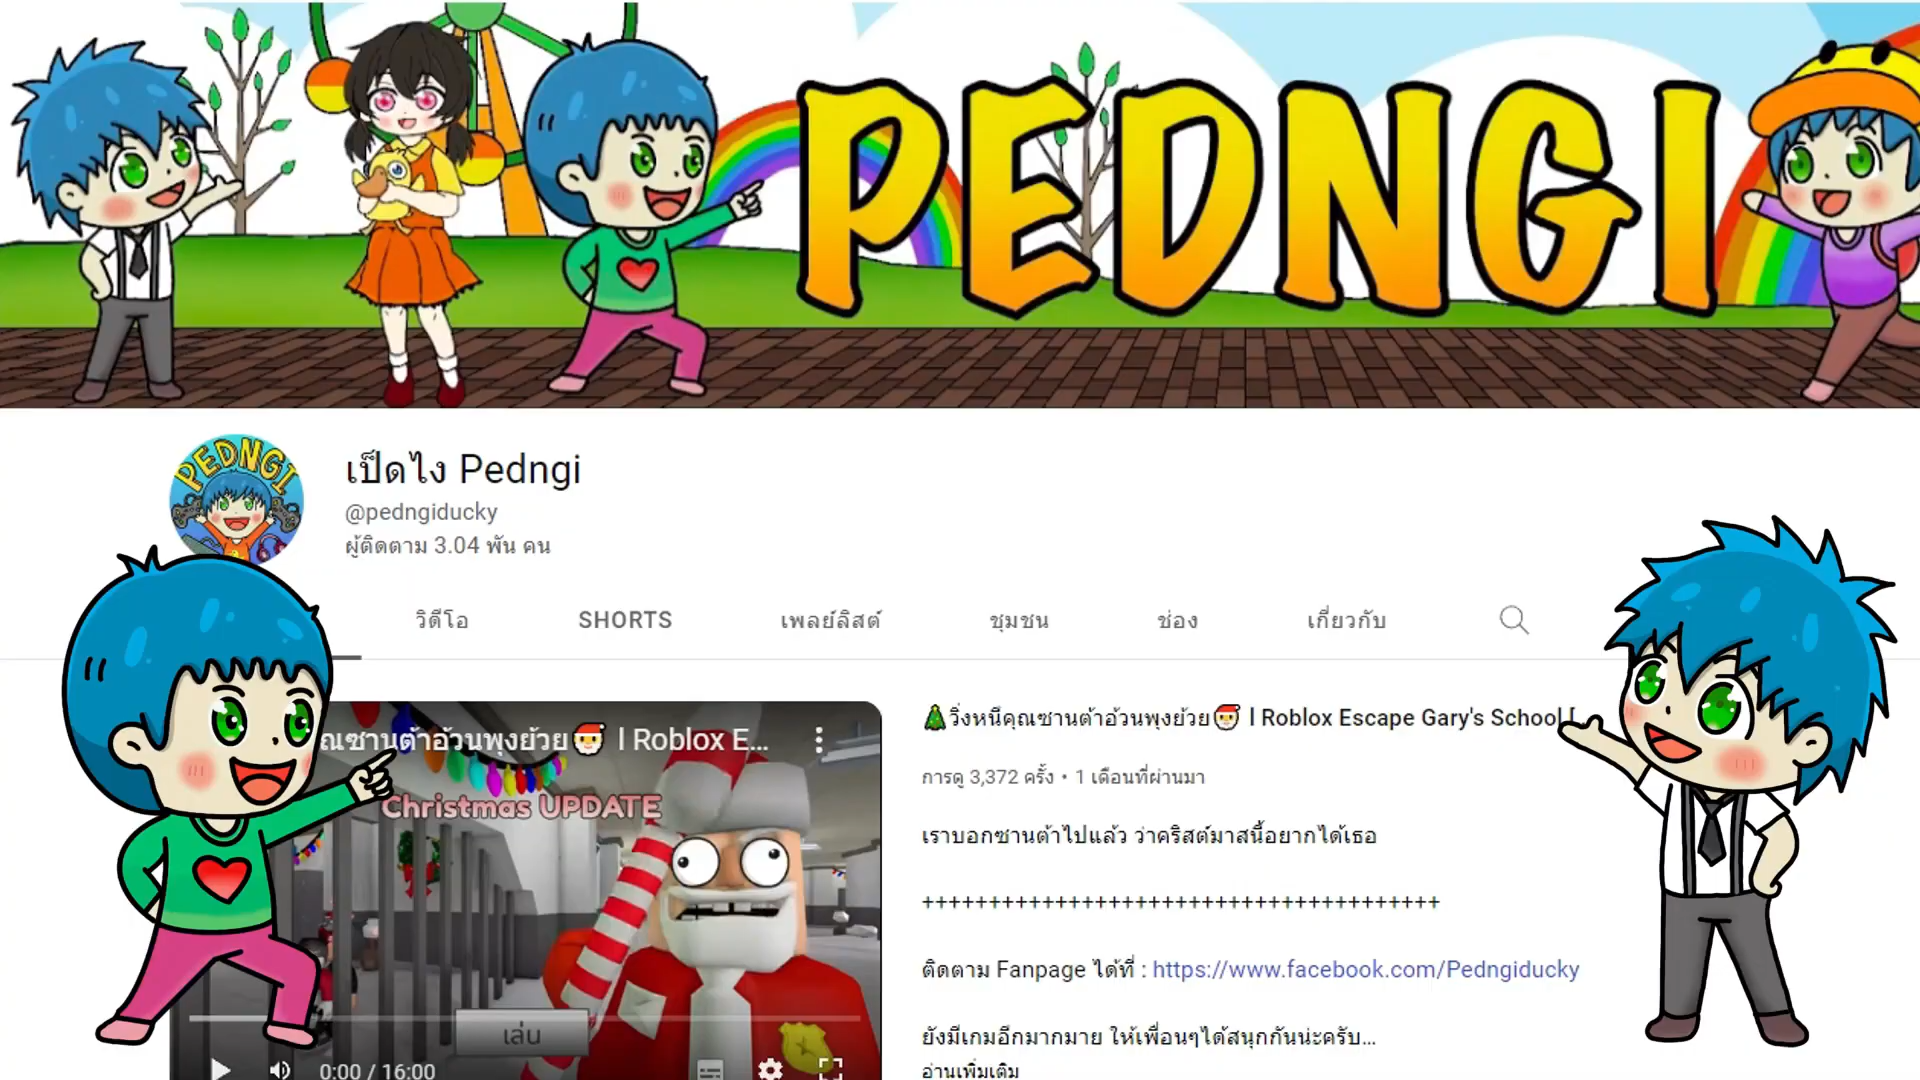 PEDNGI
PEDNGI
เป็ดไง Pedngi
@pedngiducky
ผู้ติดตาม 3.04 พัน คน
วิดีโอ SHORTS เพลย์ลิสต์ ชุมชน ช่อง เกี่ยวกับ
ณซานต้าอ้วนพุงย้วย🎅 l Roblox E...
Christmas UPDATE
เล่น
0:00 / 16:00
🎄วิ่งหนีคุณซานต้าอ้วนพุงย้วย🎅 l Roblox Escape Gary's School [
การดู 3,372 ครั้ง • 1 เดือนที่ผ่านมา
เราบอกซานต้าไปแล้ว ว่าคริสต์มาสนี้อยากได้เธอ
+++++++++++++++++++++++++++++++++++++++
ติดตาม Fanpage ได้ที่ : https://www.facebook.com/Pedngiducky
ยังมีเกมอีกมากมาย ให้เพื่อนๆได้สนุกกันน่ะครับ...
อ่านเพิ่มเติม